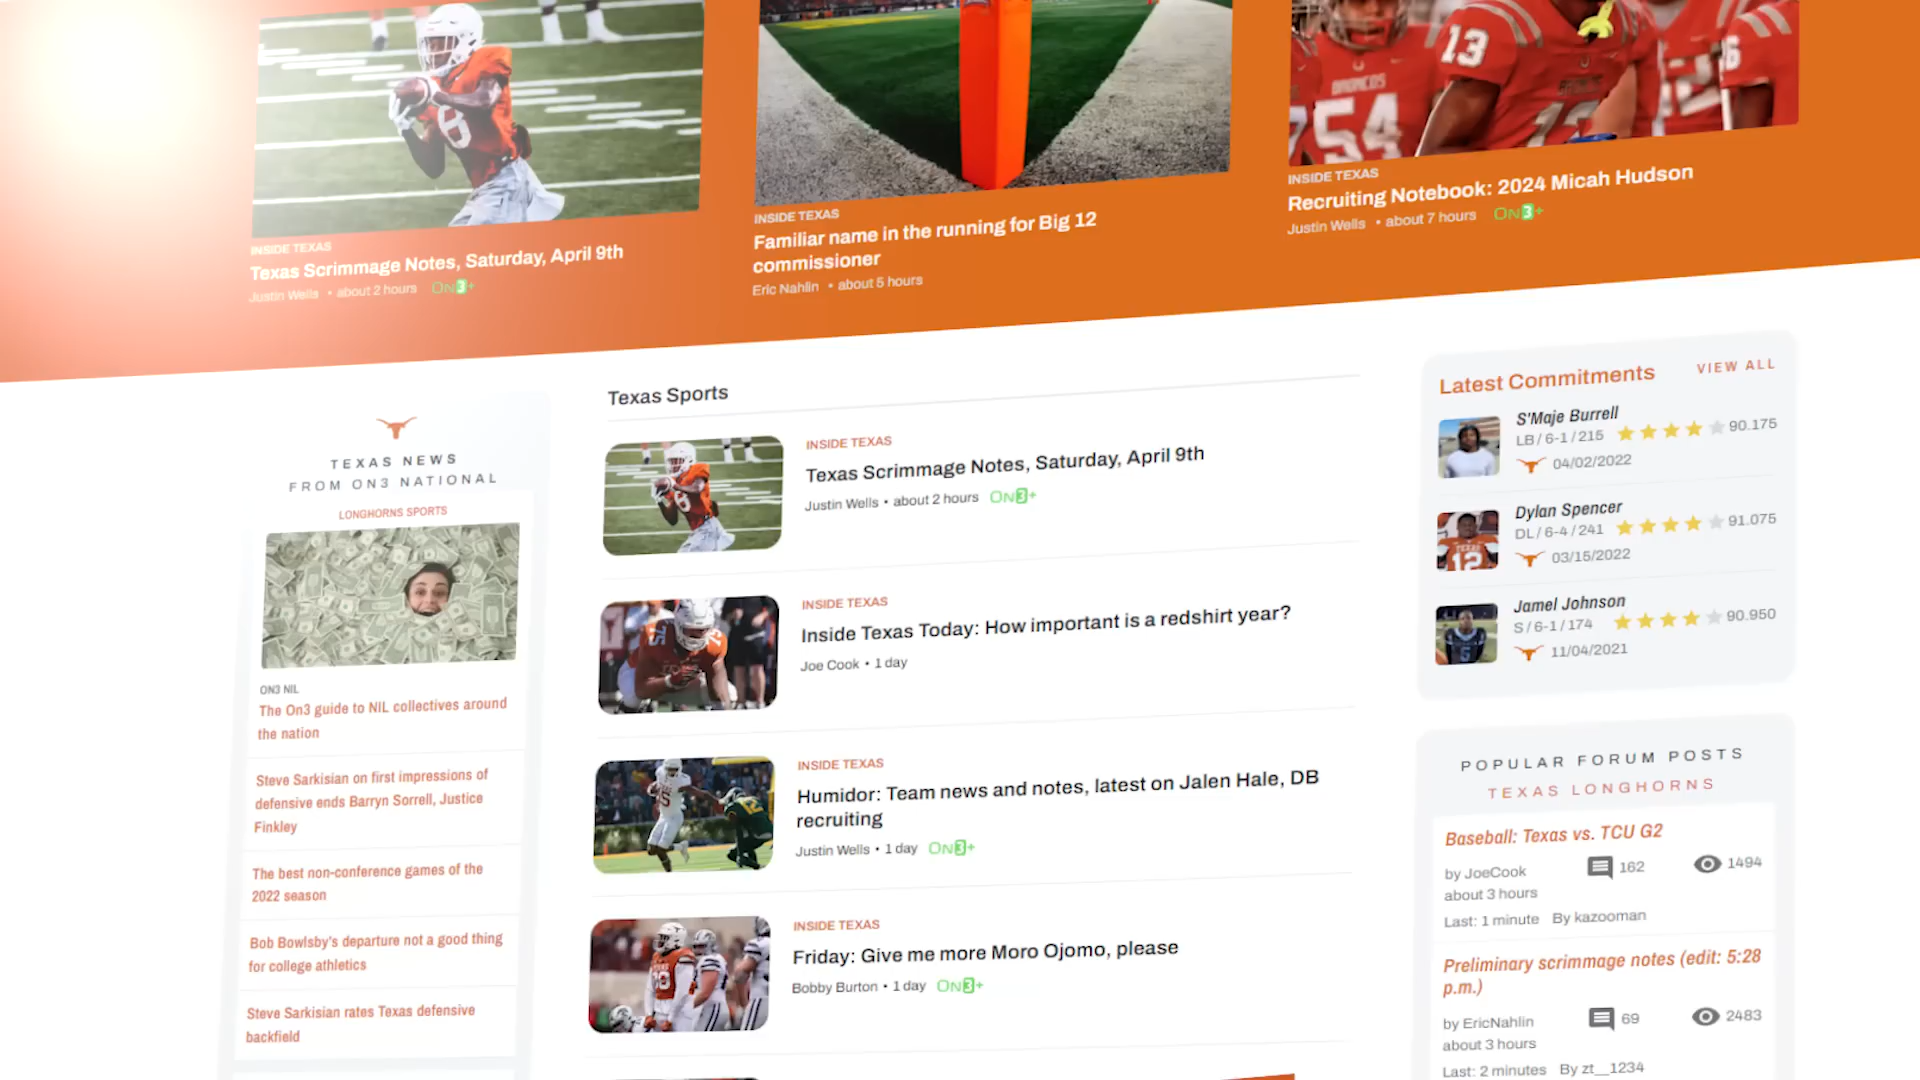 8
54
BRONCOS
13
13
INSIDE TEXAS
Texas Scrimmage Notes, Saturday, April 9th
Justin Wells • about 2 hours ON3+
INSIDE TEXAS
Familiar name in the running for Big 12
commissioner
Eric Nahlin • about 5 hours
INSIDE TEXAS
Recruiting Notebook: 2024 Micah Hudson
Justin Wells • about 7 hours ON3+
TEXAS NEWS
FROM ON3 NATIONAL
LONGHORNS SPORTS
ON3 NIL
The On3 guide to NIL collectives around
the nation
Steve Sarkisian on first impressions of
defensive ends Barryn Sorrell, Justice
Finkley
The best non-conference games of the
2022 season
Bob Bowlsby's departure not a good thing
for college athletics
Steve Sarkisian rates Texas defensive
backfield
Texas Sports
INSIDE TEXAS
Texas Scrimmage Notes, Saturday, April 9th
Justin Wells • about 2 hours ON3+
INSIDE TEXAS
Inside Texas Today: How important is a redshirt year?
Joe Cook • 1 day
INSIDE TEXAS
Humidor: Team news and notes, latest on Jalen Hale, DB
recruiting
Justin Wells • 1 day ON3+
INSIDE TEXAS
Friday: Give me more Moro Ojomo, please
Bobby Burton • 1 day ON3+
Latest Commitments VIEW ALL
S'Maje Burrell
LB / 6-1 / 215 90.175
04/02/2022
Dylan Spencer
DL / 6-4 / 241 91.075
03/15/2022
Jamel Johnson
S / 6-1 / 174 90.950
11/04/2021
POPULAR FORUM POSTS
TEXAS LONGHORNS
Baseball: Texas vs. TCU G2
by JoeCook 162 1494
about 3 hours
Last: 1 minute By kazooman
Preliminary scrimmage notes (edit: 5:28
p.m.)
by EricNahlin 69 2483
about 3 hours
Last: 2 minutes By zt__1234